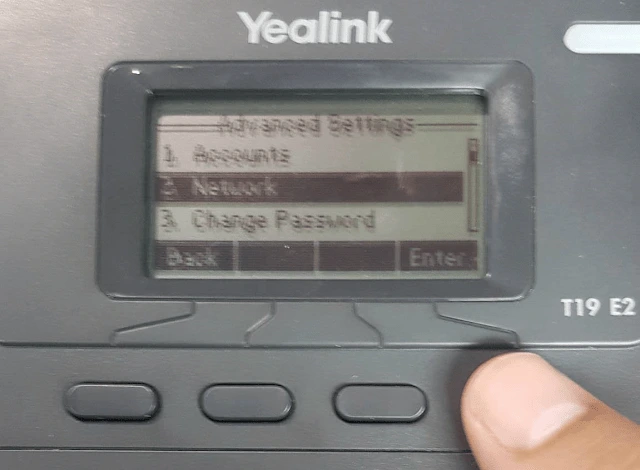 Yealink
Advanced Settings
1. Accounts
2. Network
3. Change Password
Back Enter
T19 E2